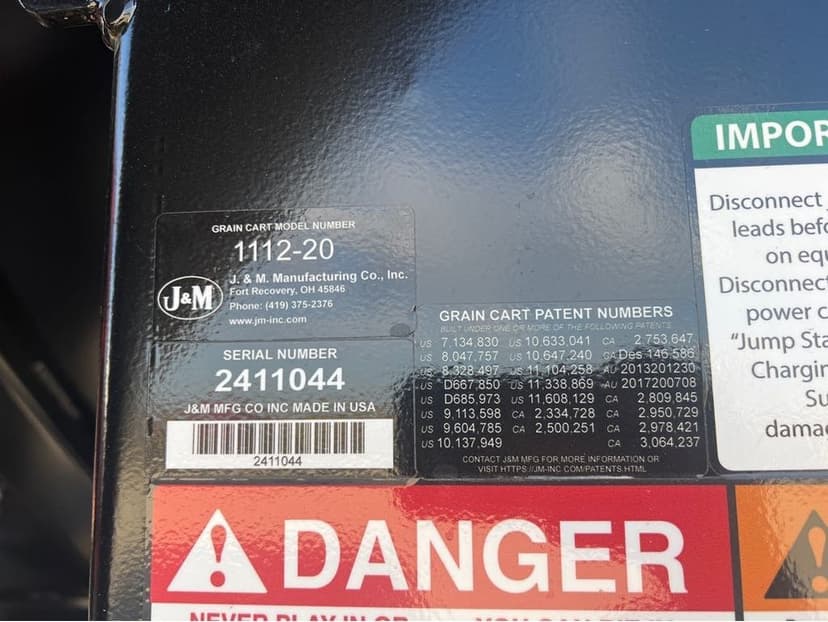 GRAIN CART MODEL NUMBER
1112-20
J&M
J. & M. Manufacturing Co., Inc.
Fort Recovery, OH 45846
Phone: (419) 375-2376
www.jm-inc.com
SERIAL NUMBER
2411044
J&M MFG CO INC MADE IN USA
2411044
GRAIN CART PATENT NUMBERS
BUILT UNDER ONE OR MORE OF THE FOLLOWING PATENTS
US 7,134,830 US 10,633,041 CA 2,753,647
US 8,047,757 US 10,647,240 CA Des 146,586
US 8,328,497 US 11,104,258 AU 2013201230
US D667,850 US 11,338,869 AU 2017200708
US D685,973 US 11,608,129 CA 2,809,845
US 9,113,598 CA 2,334,728 CA 2,950,729
US 9,604,785 CA 2,500,251 CA 2,978,421
US 10,137,949 CA 3,064,237
CONTACT J&M MFG FOR MORE INFORMATION OR
VISIT HTTPS://JM-INC.COM/PATENTS.HTML
IMPOR
Disconnect
leads befo
on equ
Disconnect
power c
"Jump Sta
Chargin
Su
damae
DANGER
NEVER PLAY IN OR